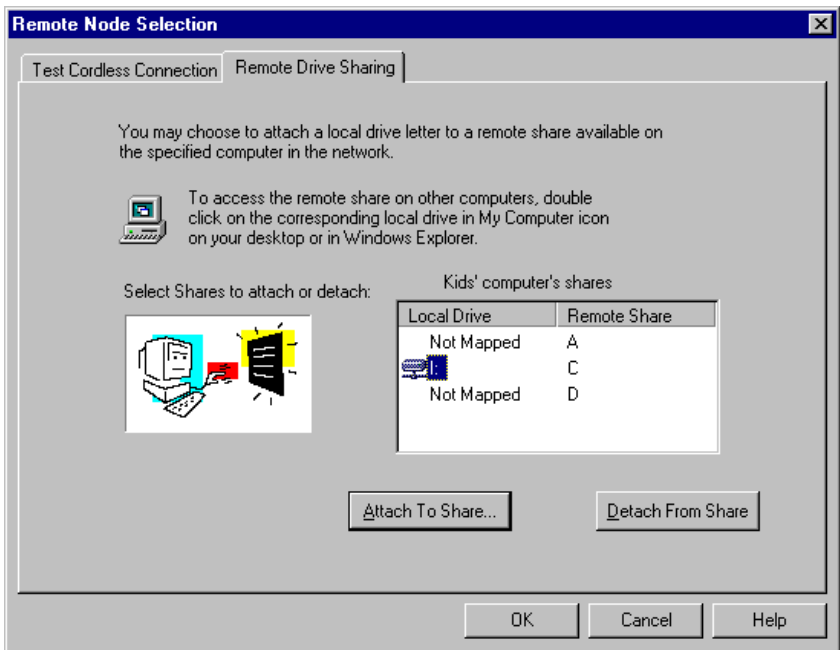 Remote Node Selection
Test Cordless Connection
Remote Drive Sharing
You may choose to attach a local drive letter to a remote share available on
the specified computer in the network.
To access the remote share on other computers, double
click on the corresponding local drive in My Computer icon
on your desktop or in Windows Explorer.
Select Shares to attach or detach:
Kids' computer's shares
Local Drive Remote Share
Not Mapped A
C
Not Mapped D
Attach To Share...
Detach From Share
OK
Cancel
Help